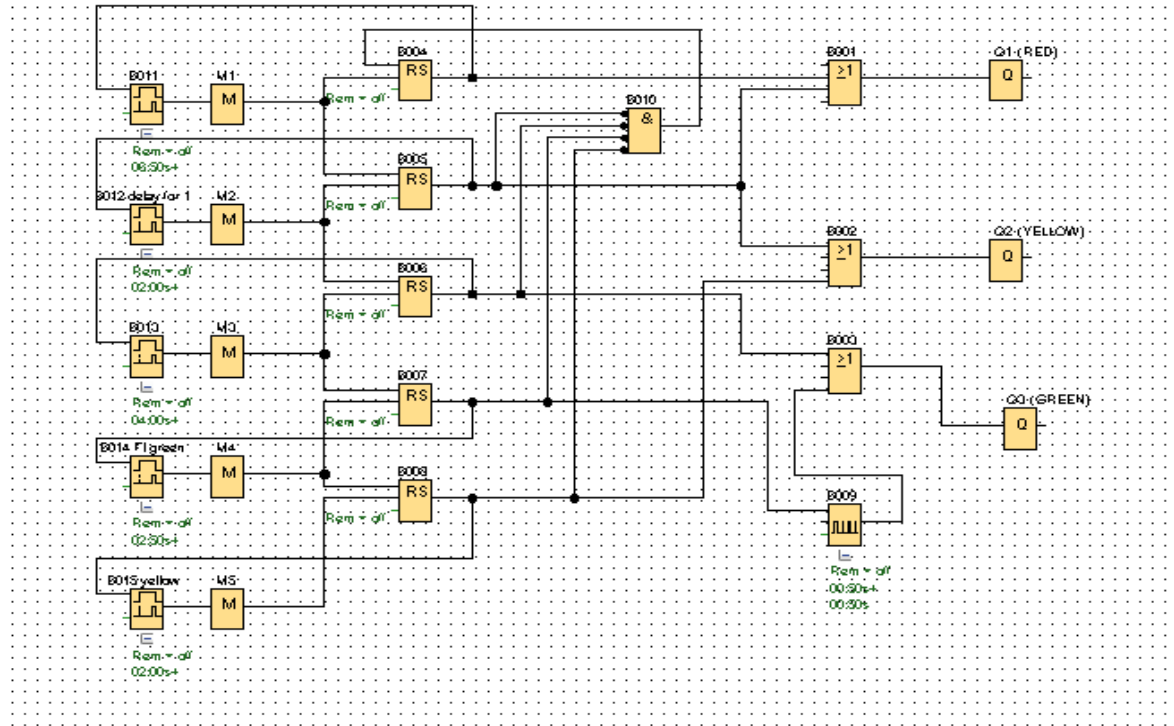 B004
B001
Q1 (RED)
RS
≥1
Q
B011
M1
M
Rem = off
B010
&
Rem = off
06:50s+
B005
RS
B012 delay for 1
M2
M
Rem = off
B002
Q2 (YELLOW)
≥1
Q
Rem = off
02:00s+
B006
RS
B013
M3
M
Rem = off
B003
≥1
Rem = off
04:00s+
B007
RS
Q3 (GREEN)
Q
Rem = off
B014 Fl green
M4
M
B008
RS
Rem = off
02:50s+
Rem = off
B009
Rem = off
00:50s+
00:50s
B015 yellow
M5
M
Rem = off
02:00s+